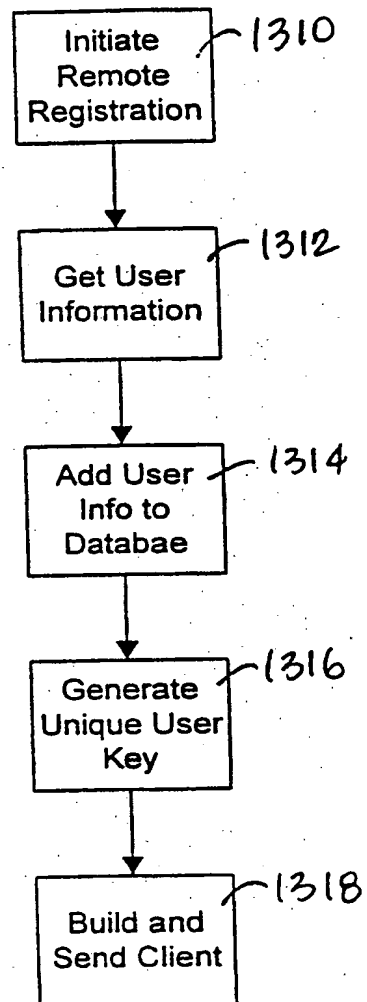 Initiate
Remote
Registration
1310
Get User
Information
1312
Add User
Info to
Databae
1314
Generate
Unique User
Key
1316
Build and
Send Client
1318